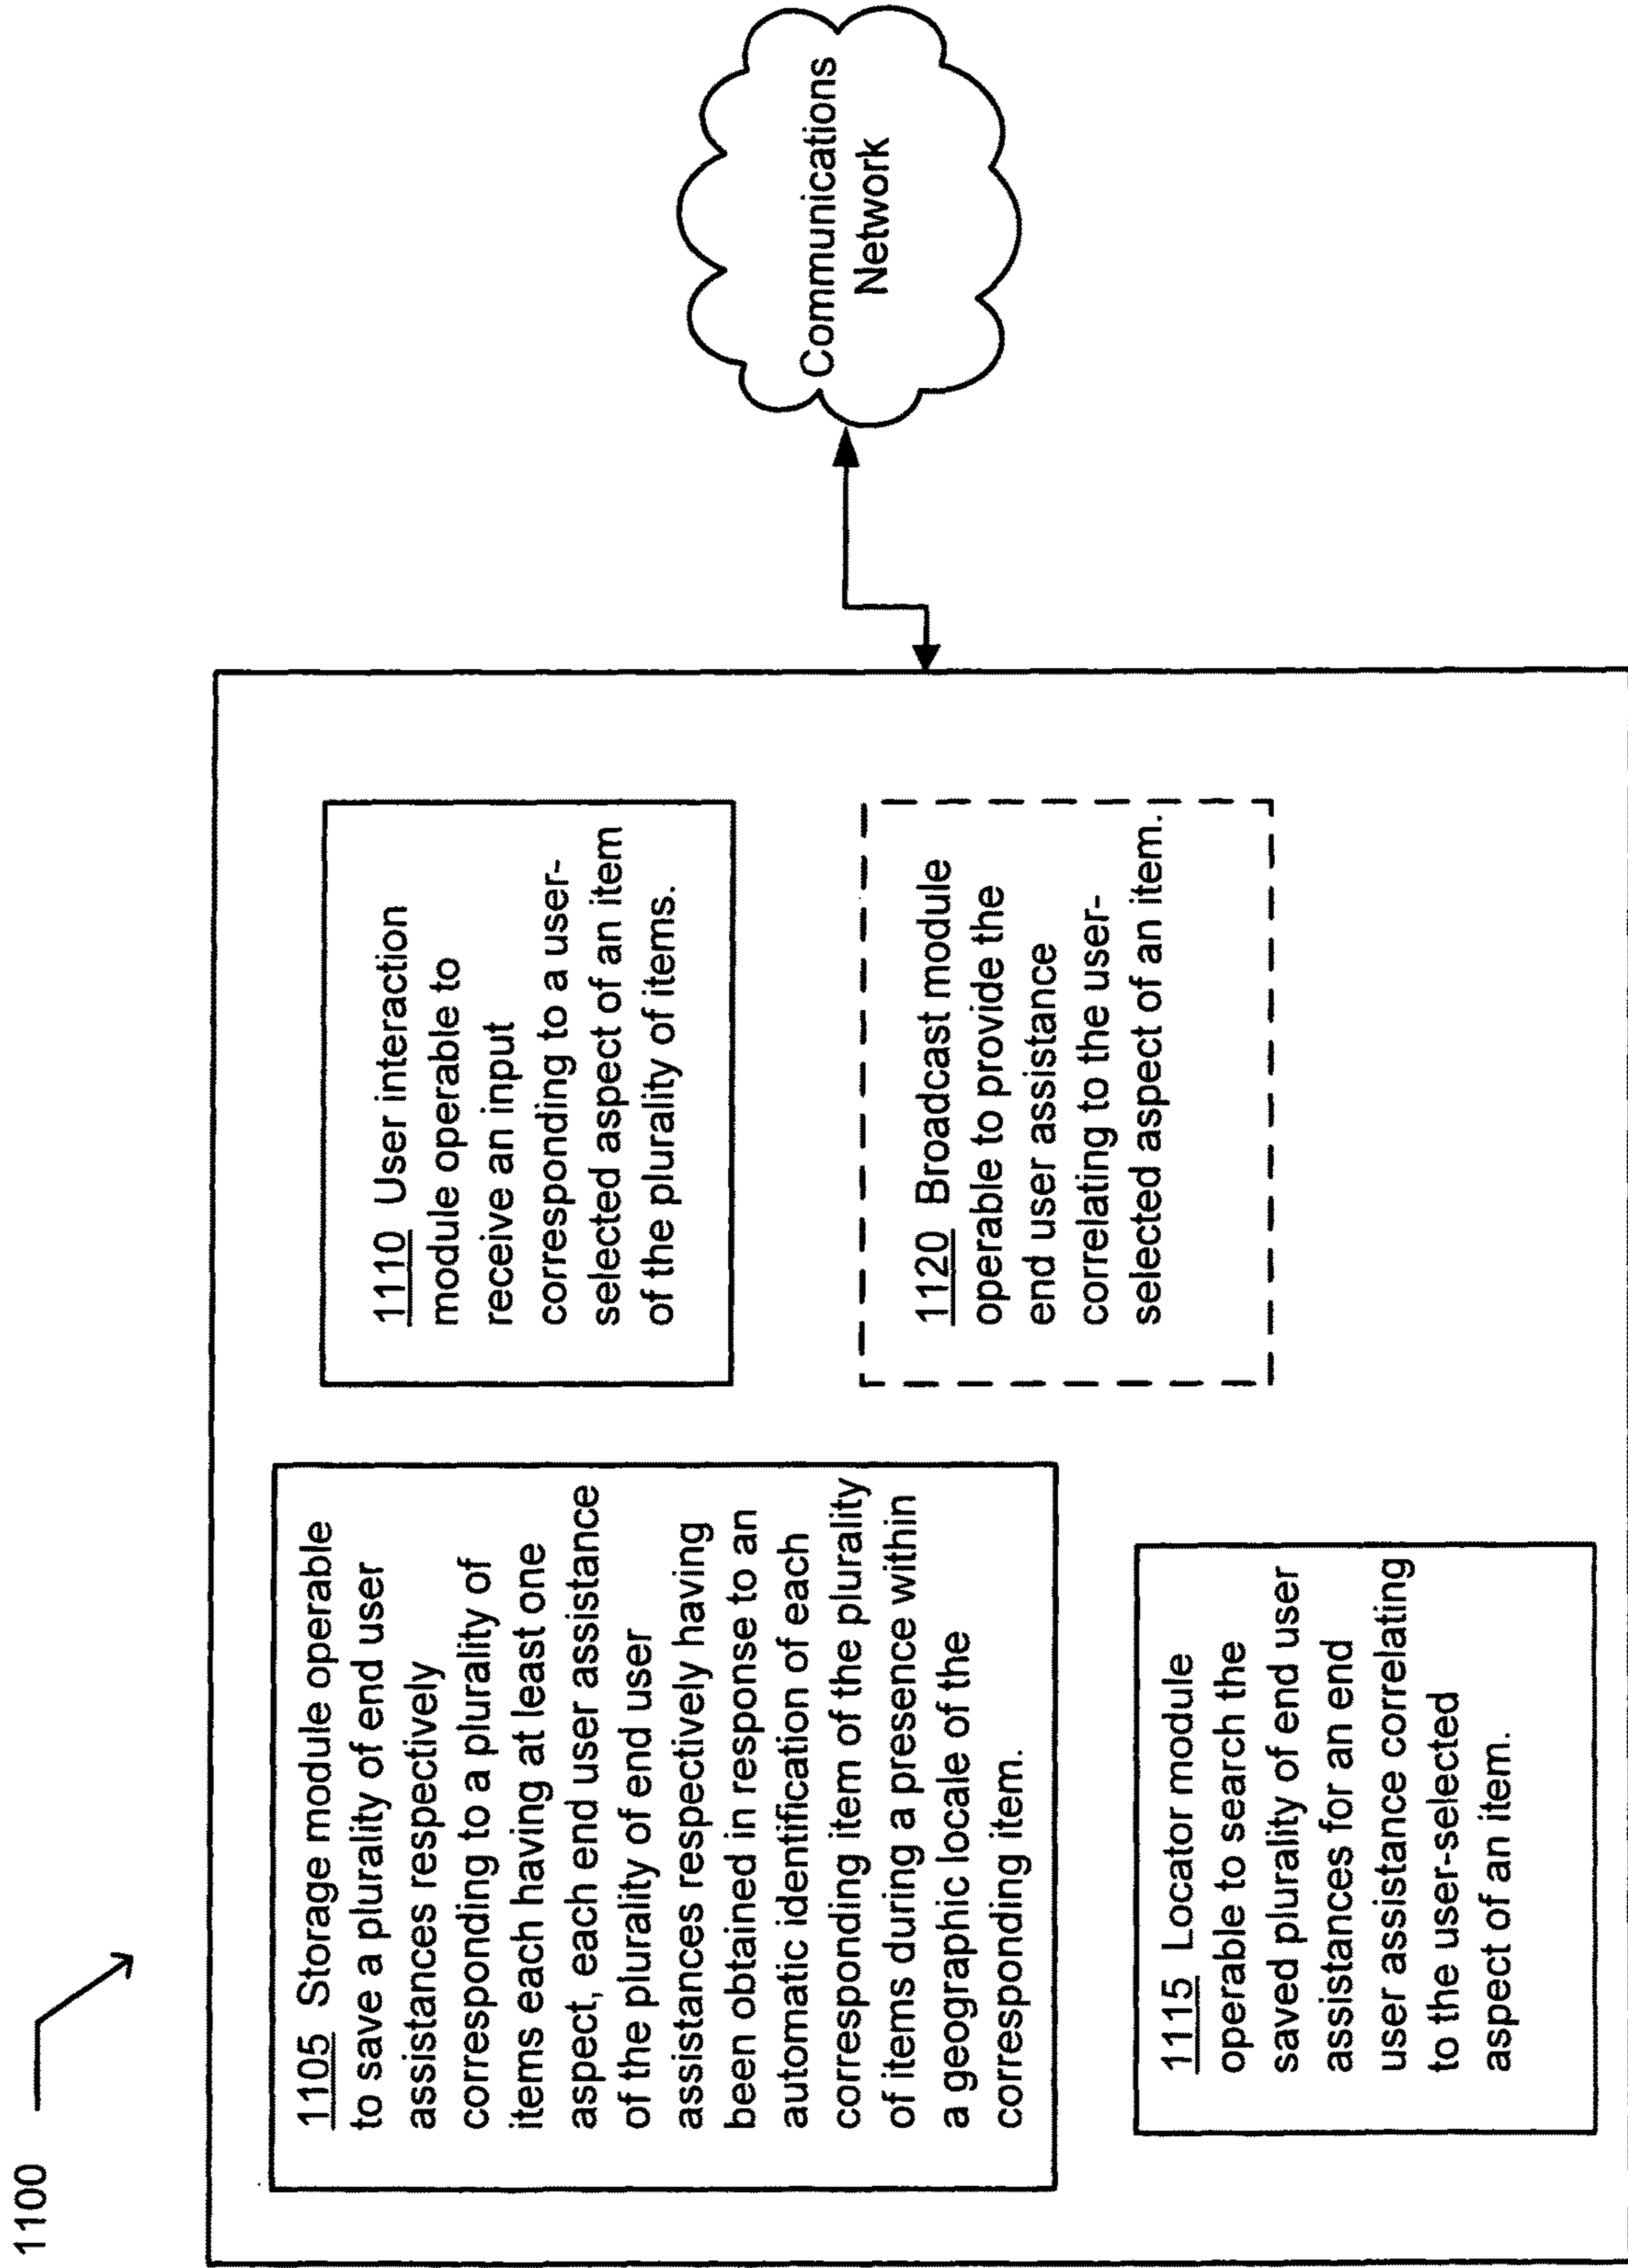 1100
1105 Storage module operable
to save a plurality of end user
assistances respectively
corresponding to a plurality of
items each having at least one
aspect, each end user assistance
of the plurality of end user
assistances respectively having
been obtained in response to an
automatic identification of each
corresponding item of the plurality
of items during a presence within
a geographic locale of the
corresponding item.
1110 User interaction
module operable to
receive an input
corresponding to a user-
selected aspect of an item
of the plurality of items.
1115 Locator module
operable to search the
saved plurality of end user
assistances for an end
user assistance correlating
to the user-selected
aspect of an item.
1120 Broadcast module
operable to provide the
end user assistance
correlating to the user-
selected aspect of an item.
Communications
Network